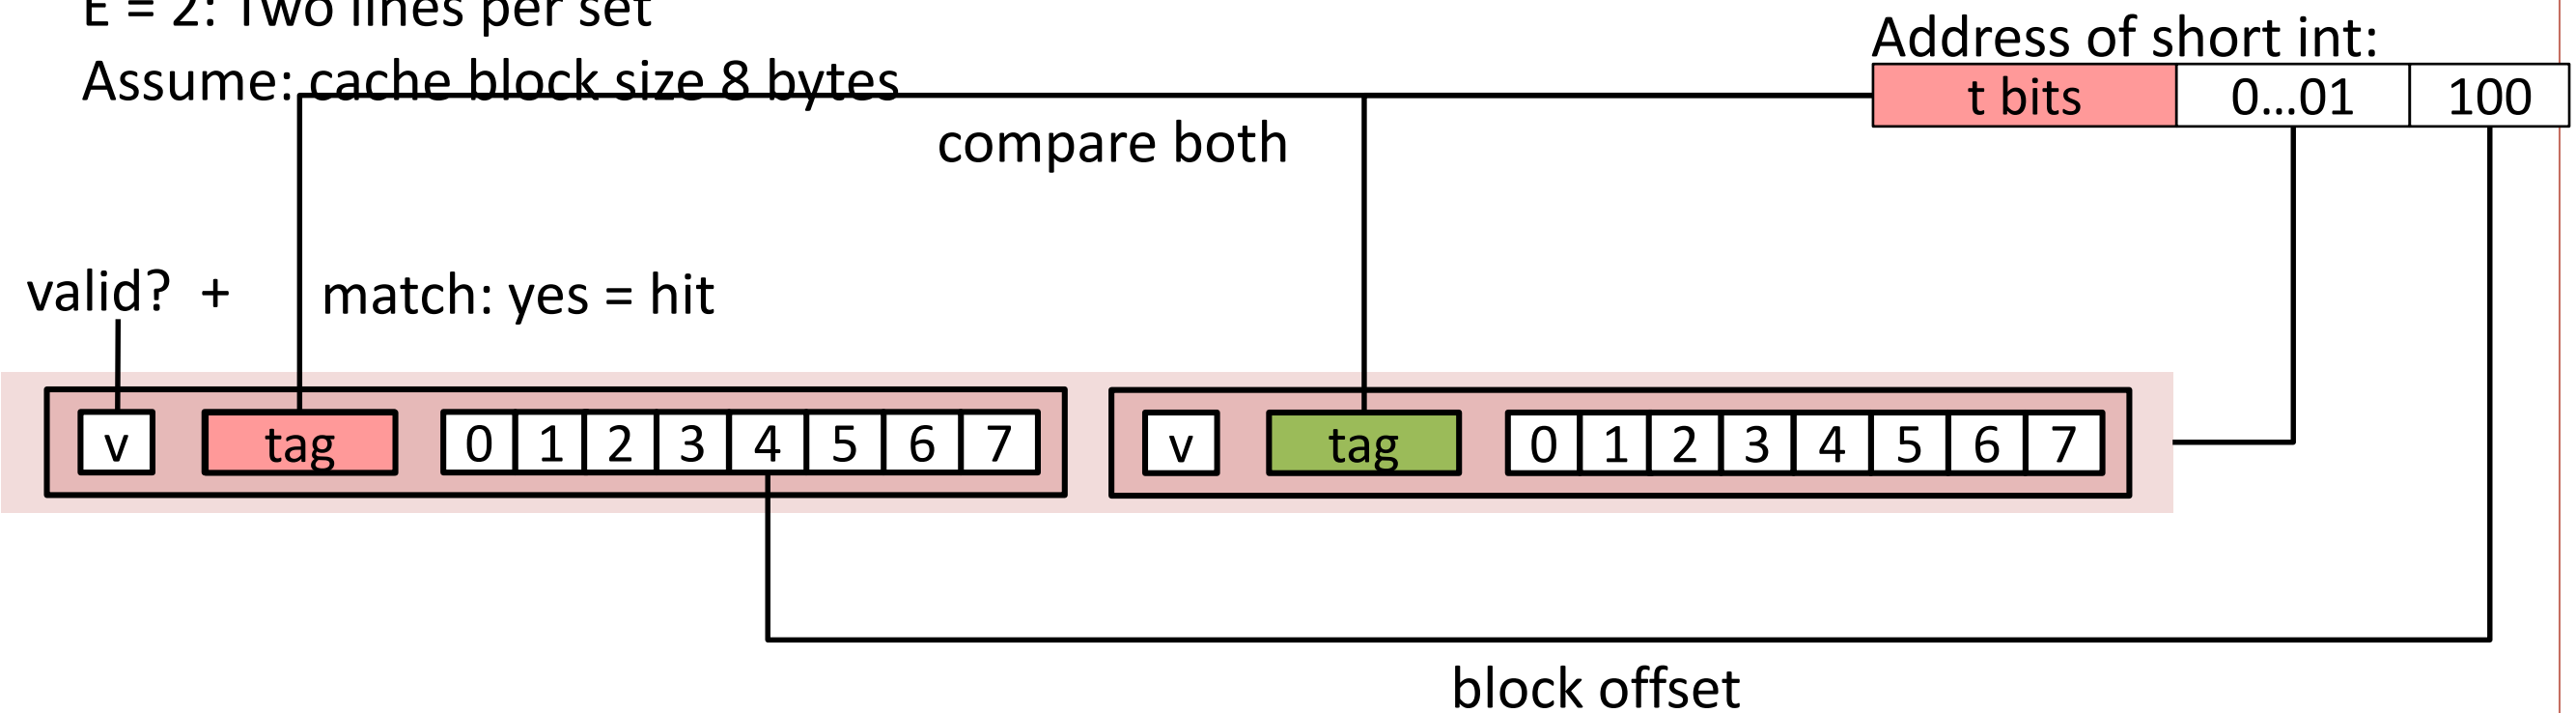 E = 2: Two lines per set
Address of short int:
Assume: cache block size 8 bytes
t bits 0...01 100
compare both
valid? + match: yes = hit
v tag 0 1 2 3 4 5 6 7 v tag 0 1 2 3 4 5 6 7
block offset